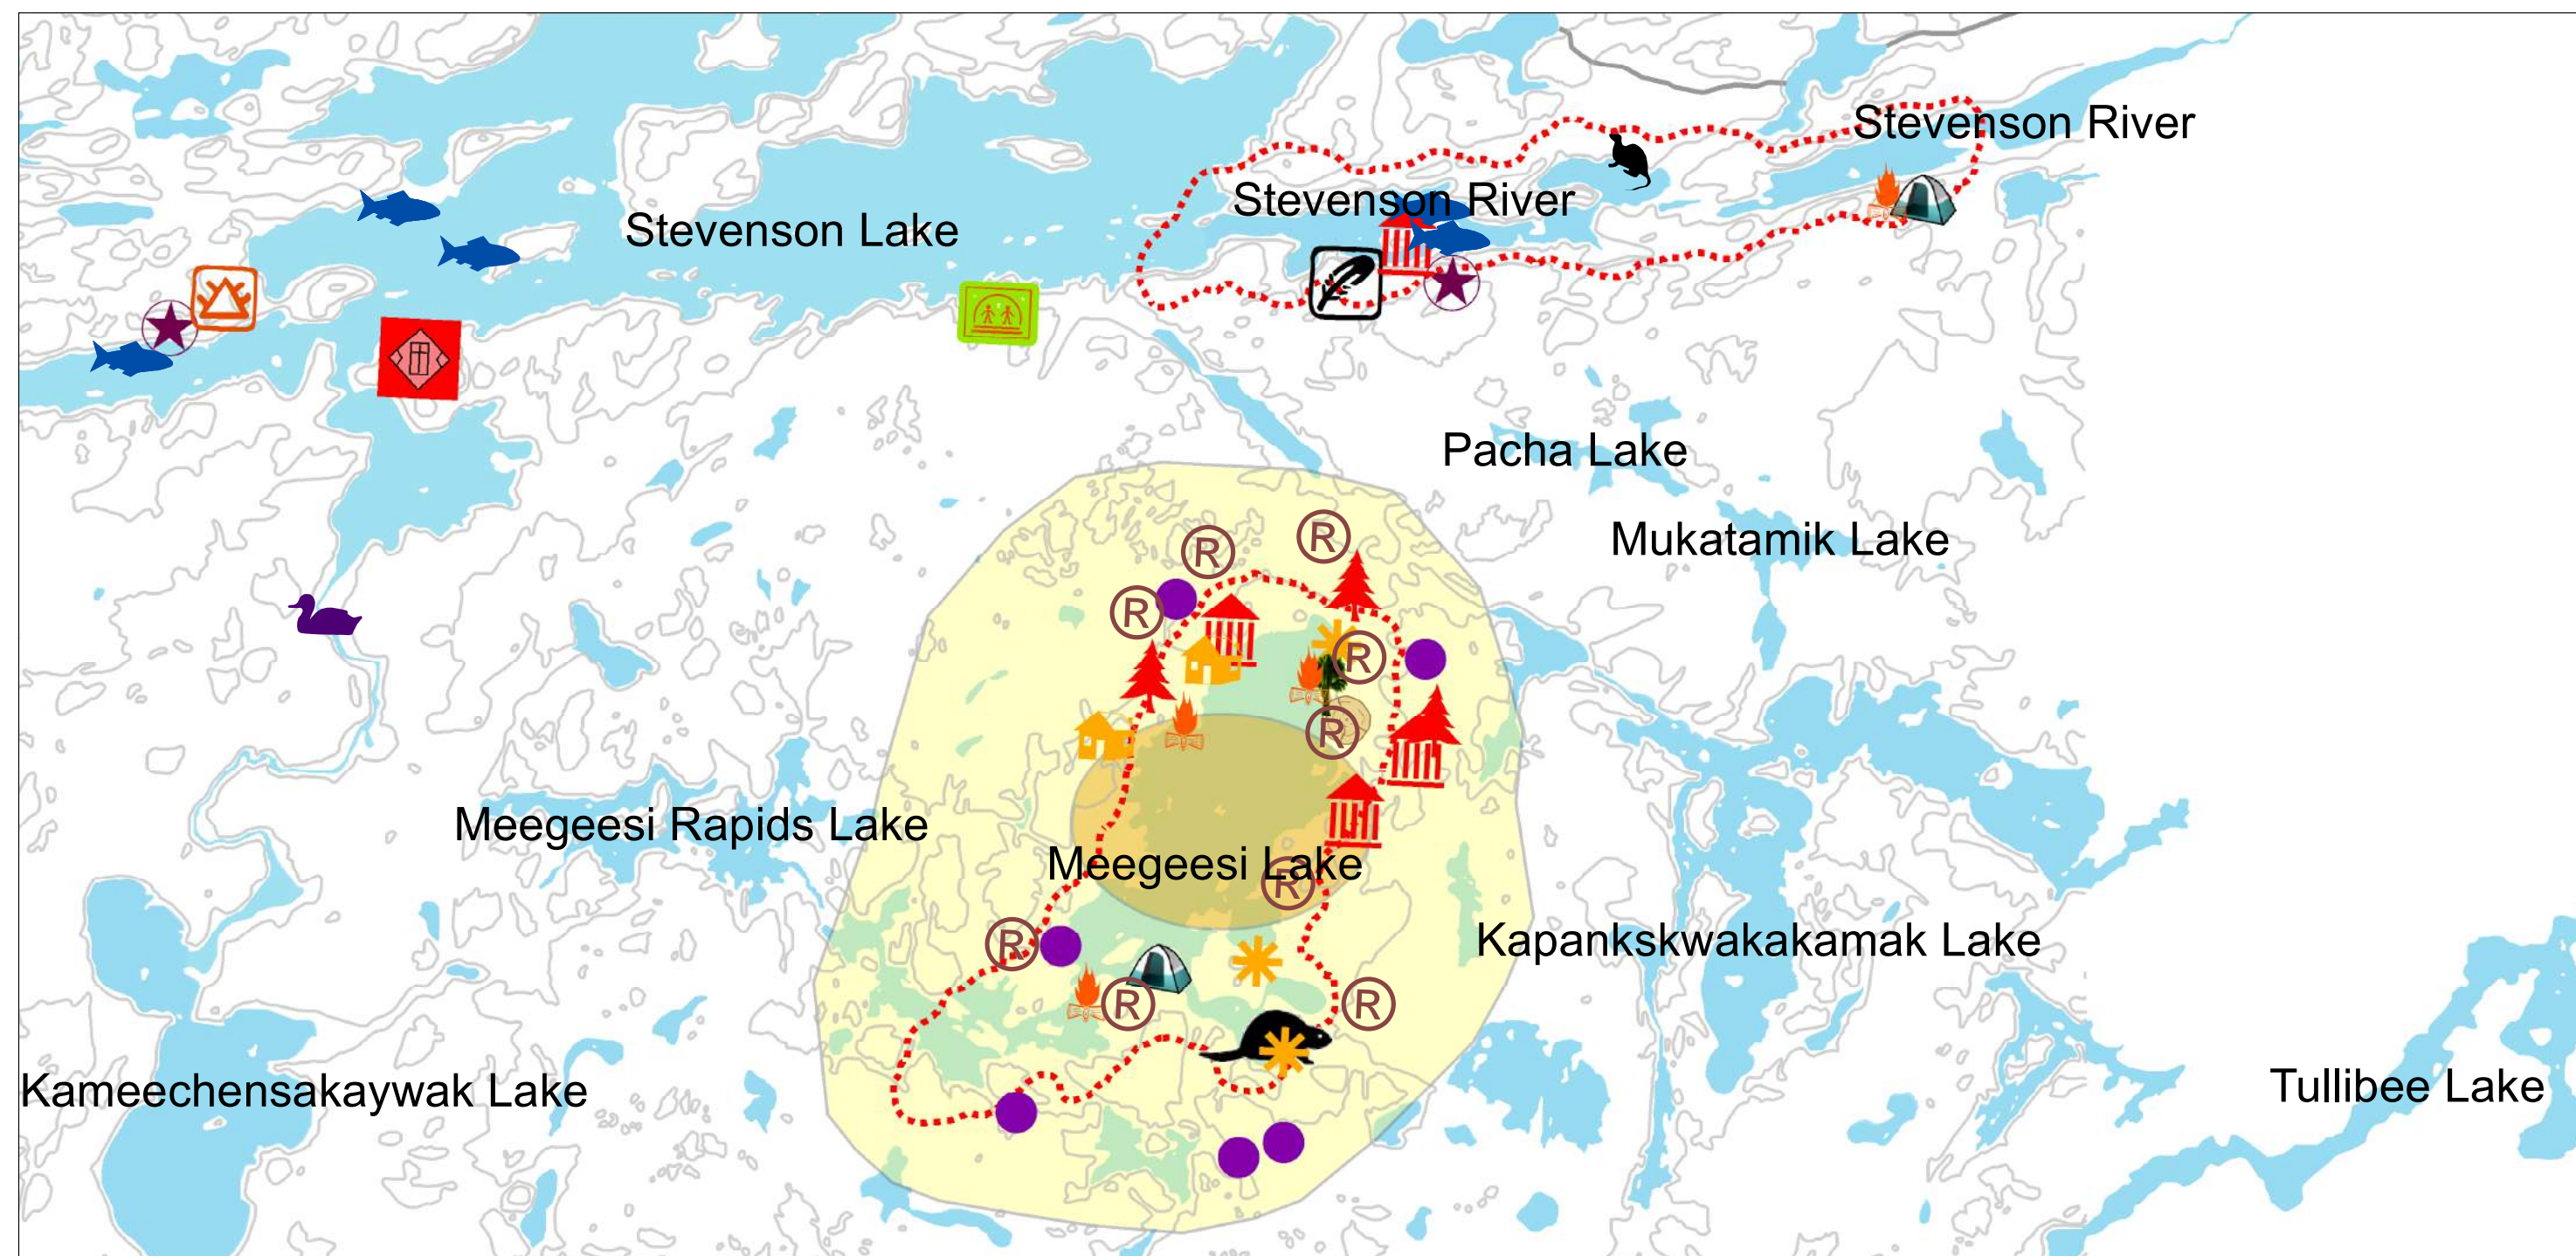 Stevenson River
Stevenson River
Stevenson Lake
Pacha Lake
Mukatamik Lake
R
R
R
R
R
Meegeesi Rapids Lake
Meegeesi Lake
R
Kapankskwakakamak Lake
R
R
R
Kameechensakaywak Lake
Tullibee Lake